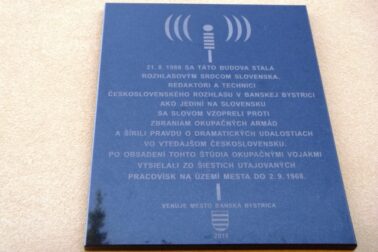 21. 8. 1968 SA TÁTO BUDOVA STALA
ROZHLASOVÝM SRDCOM SLOVENSKA.
REDAKTORI A TECHNICI
ČESKOSLOVENSKÉHO ROZHLASU V BANSKEJ BYSTRICI
AKO JEDINÍ NA SLOVENSKU
SA SLOVOM VZOPRELI PROTI
ZBRANIAM OKUPAČNÝCH ARMÁD
A ŠÍRILI PRAVDU O DRAMATICKÝCH UDALOSTIACH
VO VTEDAJŠOM ČESKOSLOVENSKU.
PO OBSADENÍ TOHTO ŠTÚDIA OKUPAČNÝMI VOJAKMI
VYSIELALI ZO ŠIESTICH UTAJOVANÝCH
PRACOVÍSK NA ÚZEMÍ MESTA DO 2. 9. 1968.
VENUJE MESTO BANSKÁ BYSTRICA